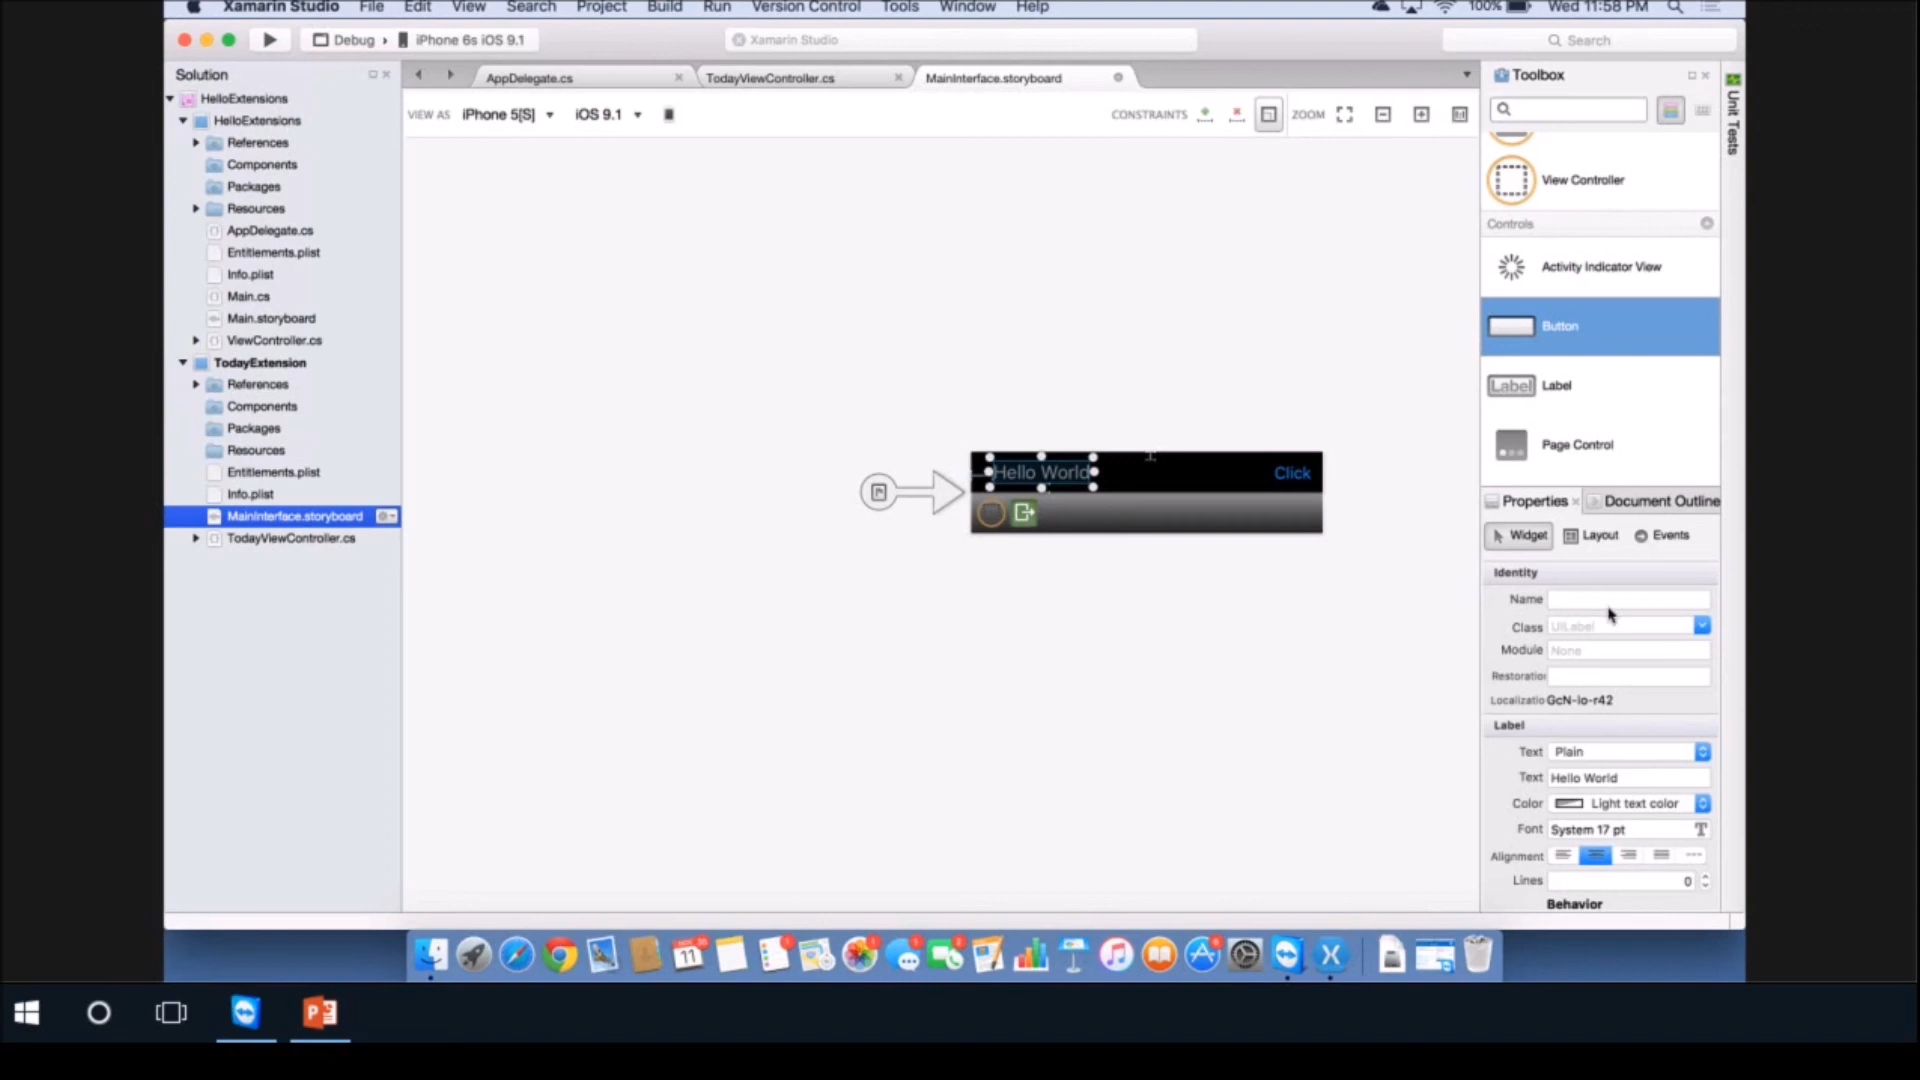 Xamarin Studio File Edit View Search Project Build Run Version Control Tools Window Help 100% Wed 11:58 PM
Debug › iPhone 6s iOS 9.1 Xamarin Studio Search
Solution
AppDelegate.cs TodayViewController.cs MainInterface.storyboard
Toolbox
Unit Tests
VIEW AS iPhone 5[S] iOS 9.1 CONSTRAINTS ZOOM
HelloExtensions
HelloExtensions
References
Components
Packages
Resources
AppDelegate.cs
Entitlements.plist
Info.plist
Main.cs
Main.storyboard
ViewController.cs
TodayExtension
References
Components
Packages
Resources
Entitlements.plist
Info.plist
MainInterface.storyboard
TodayViewController.cs
Hello World Click
View Controller
Controls
Activity Indicator View
Button
Label Label
Page Control
Properties Document Outline
Widget Layout Events
Identity
Name
Class UILabel
Module None
Restoration
Localizatio GcN-lo-r42
Label
Text Plain
Text Hello World
Color Light text color
Font System 17 pt
Alignment
Lines 0
Behavior
11